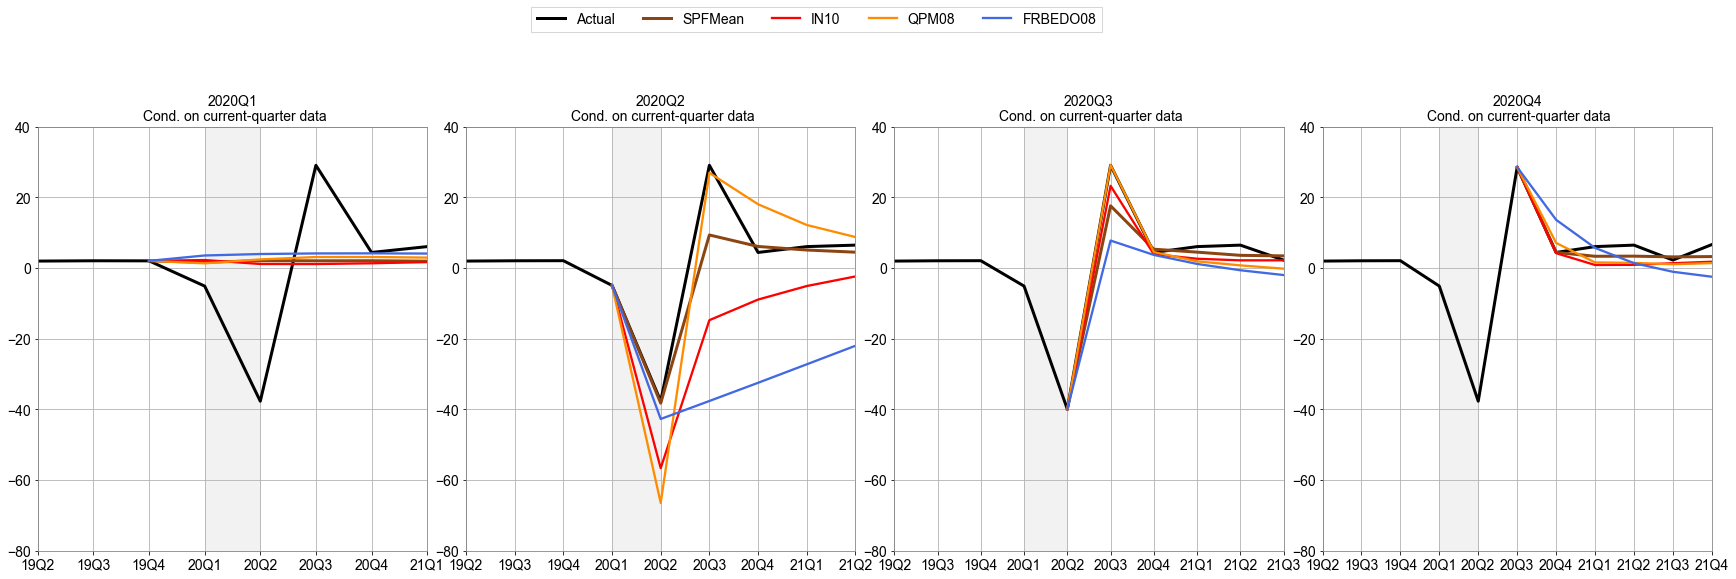 Actual SPFMean IN10 QPM08 FRBEDO08
2020Q1
Cond. on current-quarter data
40
20
0
−20
−40
−60
−80
19Q2 19Q3 19Q4 20Q1 20Q2 20Q3 20Q4 21Q1
2020Q2
Cond. on current-quarter data
40
20
0
−20
−40
−60
−80
19Q2 19Q3 19Q4 20Q1 20Q2 20Q3 20Q4 21Q1 21Q2
2020Q3
Cond. on current-quarter data
40
20
0
−20
−40
−60
−80
19Q2 19Q3 19Q4 20Q1 20Q2 20Q3 20Q4 21Q1 21Q2 21Q3
2020Q4
Cond. on current-quarter data
40
20
0
−20
−40
−60
−80
19Q2 19Q3 19Q4 20Q1 20Q2 20Q3 20Q4 21Q1 21Q2 21Q3 21Q4